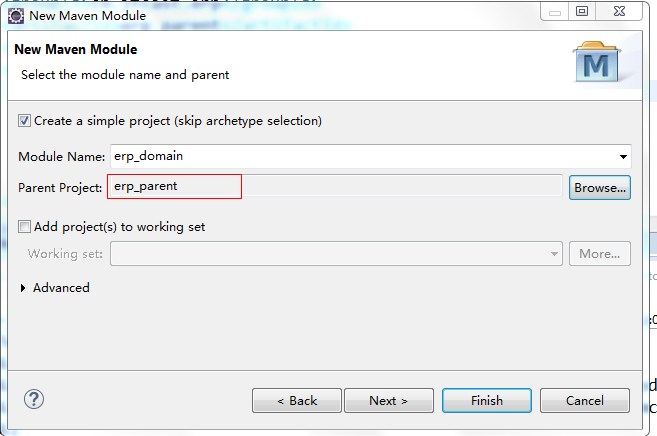 New Maven Module
New Maven Module
Select the module name and parent
M
Create a simple project (skip archetype selection)
Module Name: erp_domain
Parent Project: erp_parent Browse...
Add project(s) to working set
Working set: More...
Advanced
? < Back Next > Finish Cancel